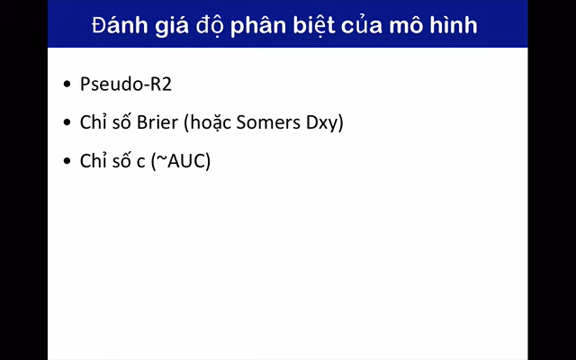 Đánh giá độ phân biệt của mô hình
• Pseudo-R2
• Chỉ số Brier (hoặc Somers Dxy)
• Chỉ số c (~AUC)